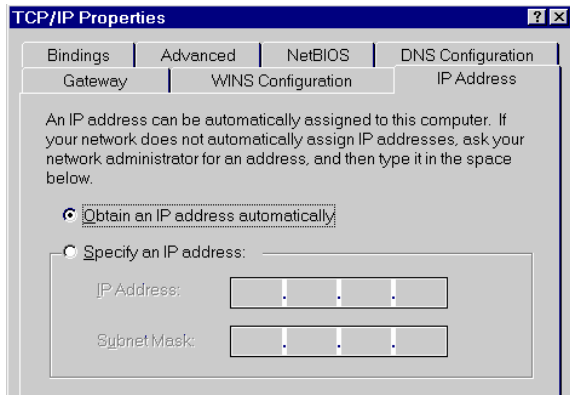 TCP/IP Properties
Bindings Advanced NetBIOS DNS Configuration
Gateway WINS Configuration IP Address
An IP address can be automatically assigned to this computer. If
your network does not automatically assign IP addresses, ask your
network administrator for an address, and then type it in the space
below.
Obtain an IP address automatically
Specify an IP address:
IP Address:
. . .
Subnet Mask:
. . .